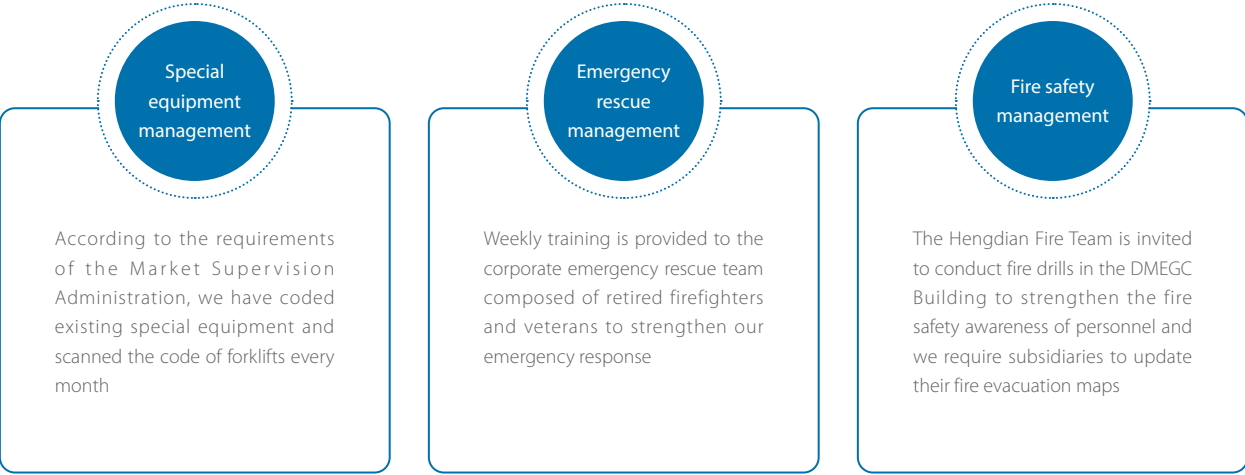 Special
equipment
management
According to the requirements
of the Market Supervision
Administration, we have coded
existing special equipment and
scanned the code of forklifts every
month
Emergency
rescue
management
Weekly training is provided to the
corporate emergency rescue team
composed of retired firefighters
and veterans to strengthen our
emergency response
Fire safety
management
The Hengdian Fire Team is invited
to conduct fire drills in the DMEGC
Building to strengthen the fire
safety awareness of personnel and
we require subsidiaries to update
their fire evacuation maps